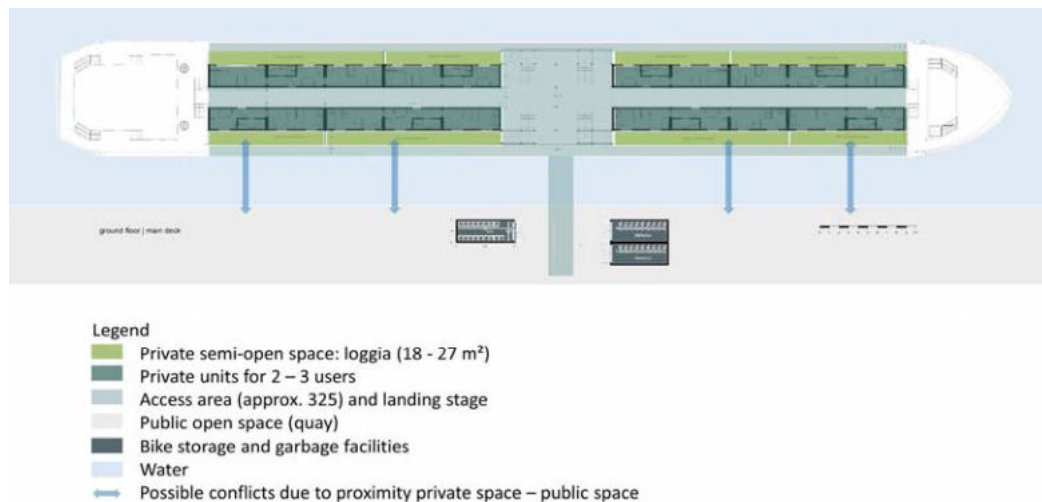 ground floor | main deck
Legend
Private semi-open space: loggia (18 - 27 m²)
Private units for 2 – 3 users
Access area (approx. 325) and landing stage
Public open space (quay)
Bike storage and garbage facilities
Water
Possible conflicts due to proximity private space – public space